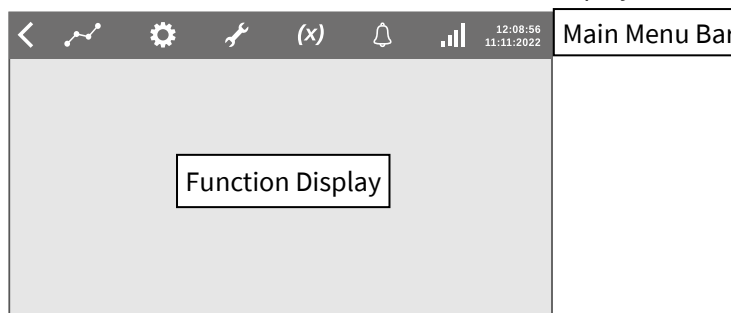 (x)
12:08:56
11:11:2022
Main Menu Bar
Function Display